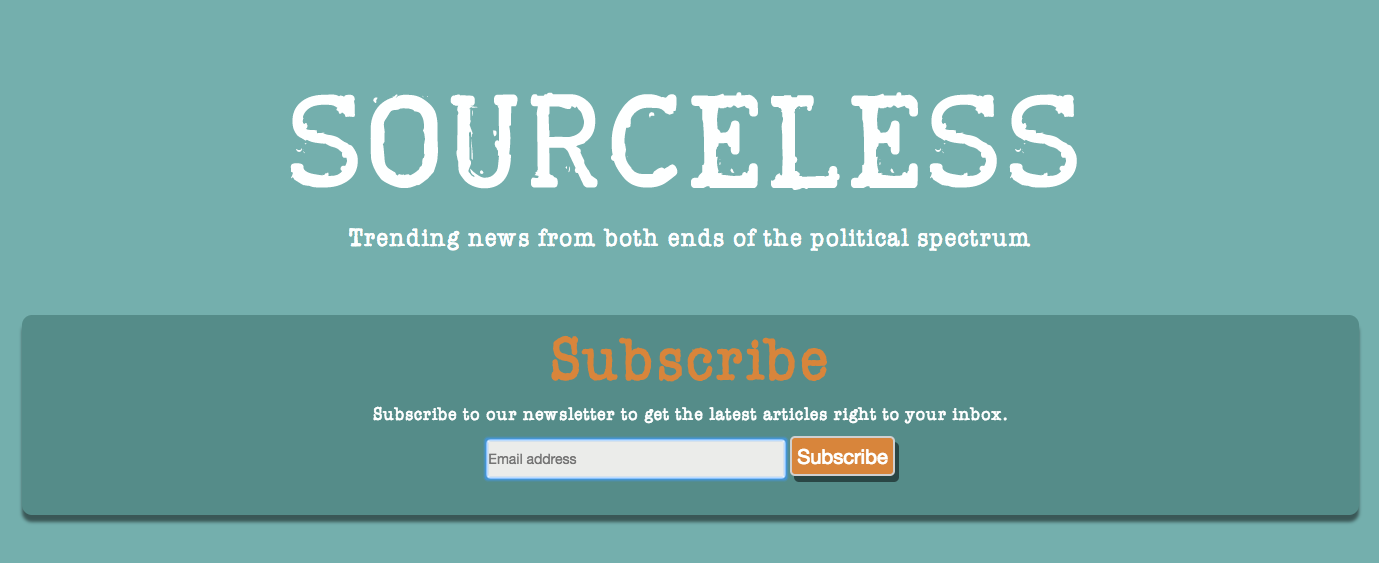 SOURCELESS
Trending news from both ends of the political spectrum
Subscribe
Subscribe to our newsletter to get the latest articles right to your inbox.
Email address Subscribe